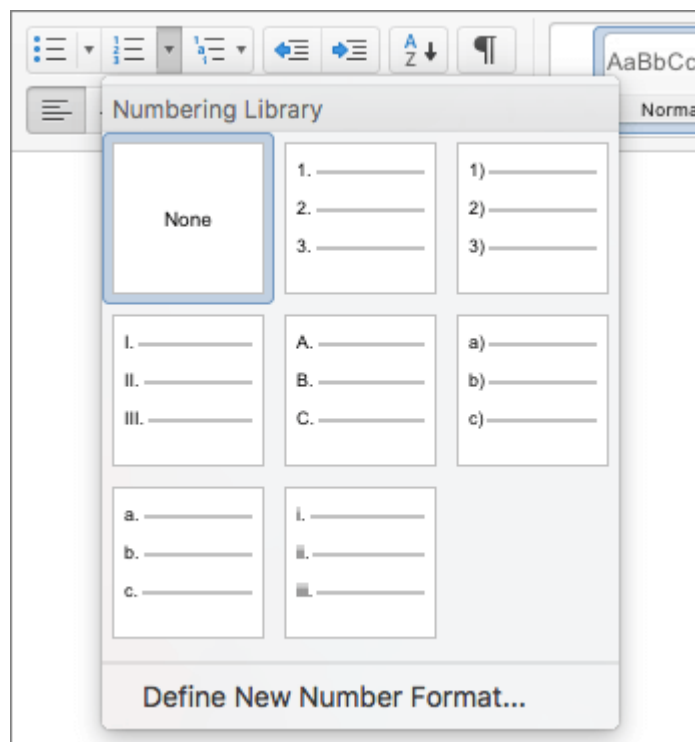 AaBbCc
Norma
Numbering Library
None
1.
2.
3.
1)
2)
3)
I.
II.
III.
A.
B.
C.
a)
b)
c)
a.
b.
c.
i.
ii.
iii.
Define New Number Format...